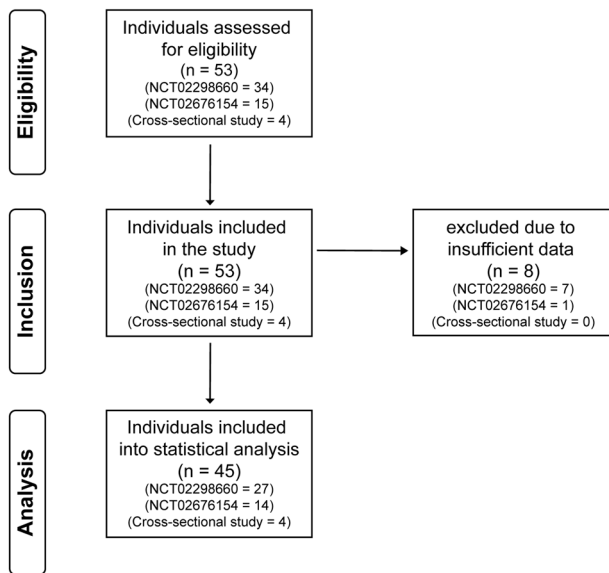 Eligibility
Individuals assessed
for eligibility
(n = 53)
(NCT02298660 = 34)
(NCT02676154 = 15)
(Cross-sectional study = 4)
Inclusion
Individuals included
in the study
(n = 53)
(NCT02298660 = 34)
(NCT02676154 = 15)
(Cross-sectional study = 4)
excluded due to
insufficient data
(n = 8)
(NCT02298660 = 7)
(NCT02676154 = 1)
(Cross-sectional study = 0)
Analysis
Individuals included
into statistical analysis
(n = 45)
(NCT02298660 = 27)
(NCT02676154 = 14)
(Cross-sectional study = 4)